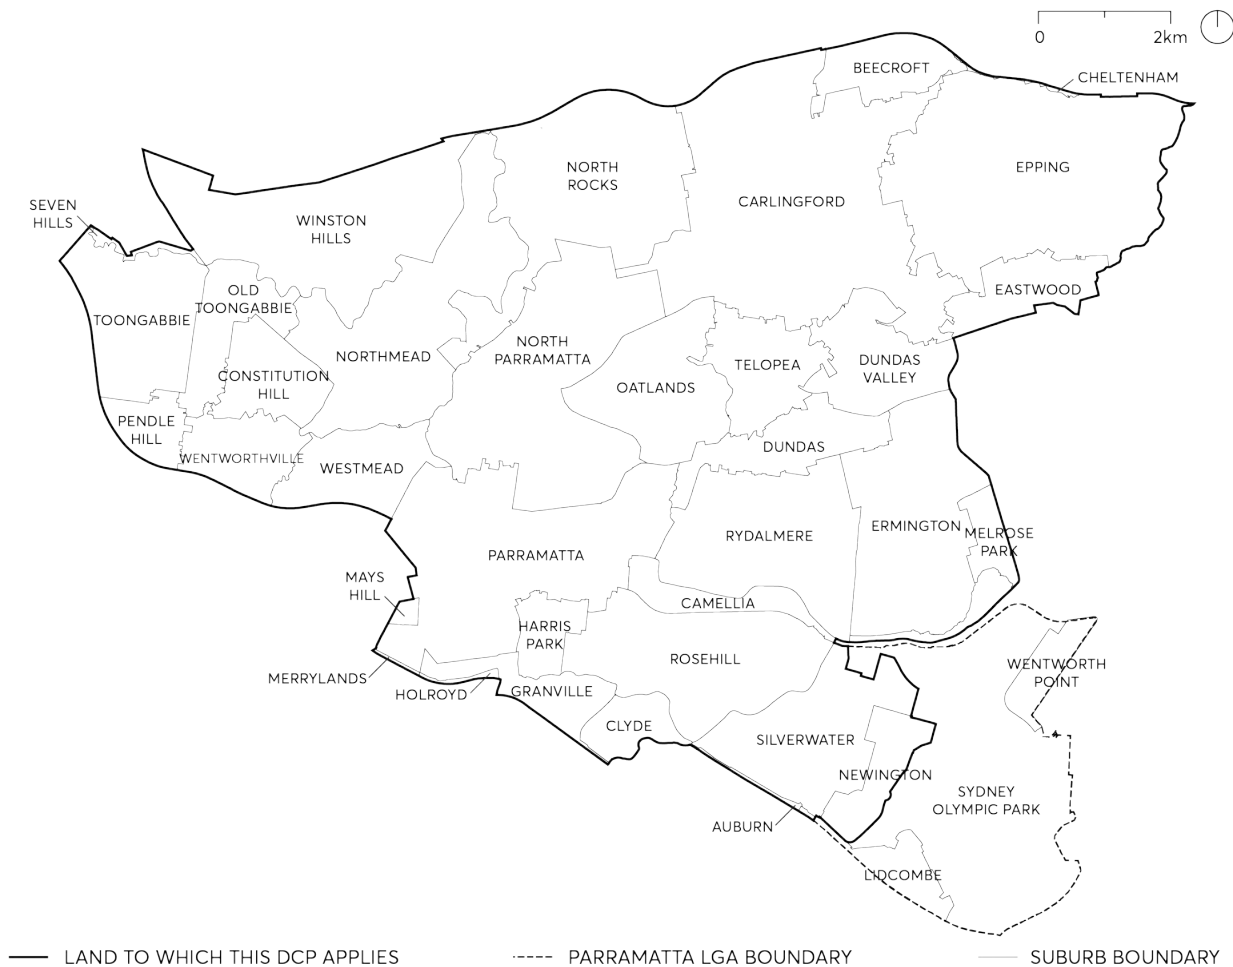 0 2km
BEECROFT
CHELTENHAM
NORTH
ROCKS
EPPING
CARLINGFORD
SEVEN
HILLS
WINSTON
HILLS
OLD
TOONGABBIE
EASTWOOD
TOONGABBIE
NORTH
PARRAMATTA
NORTHMEAD
TELOPEA
DUNDAS
VALLEY
CONSTITUTION
HILL
OATLANDS
PENDLE
HILL
DUNDAS
WENTWORTHVILLE
WESTMEAD
ERMINGTON
RYDALMERE
MELROSE
PARK
PARRAMATTA
MAYS
HILL
CAMELLIA
HARRIS
PARK
ROSEHILL
WENTWORTH
POINT
MERRYLANDS
HOLROYD
GRANVILLE
CLYDE
SILVERWATER
NEWINGTON
SYDNEY
OLYMPIC PARK
AUBURN
LIDCOMBE
LAND TO WHICH THIS DCP APPLIES
PARRAMATTA LGA BOUNDARY
SUBURB BOUNDARY